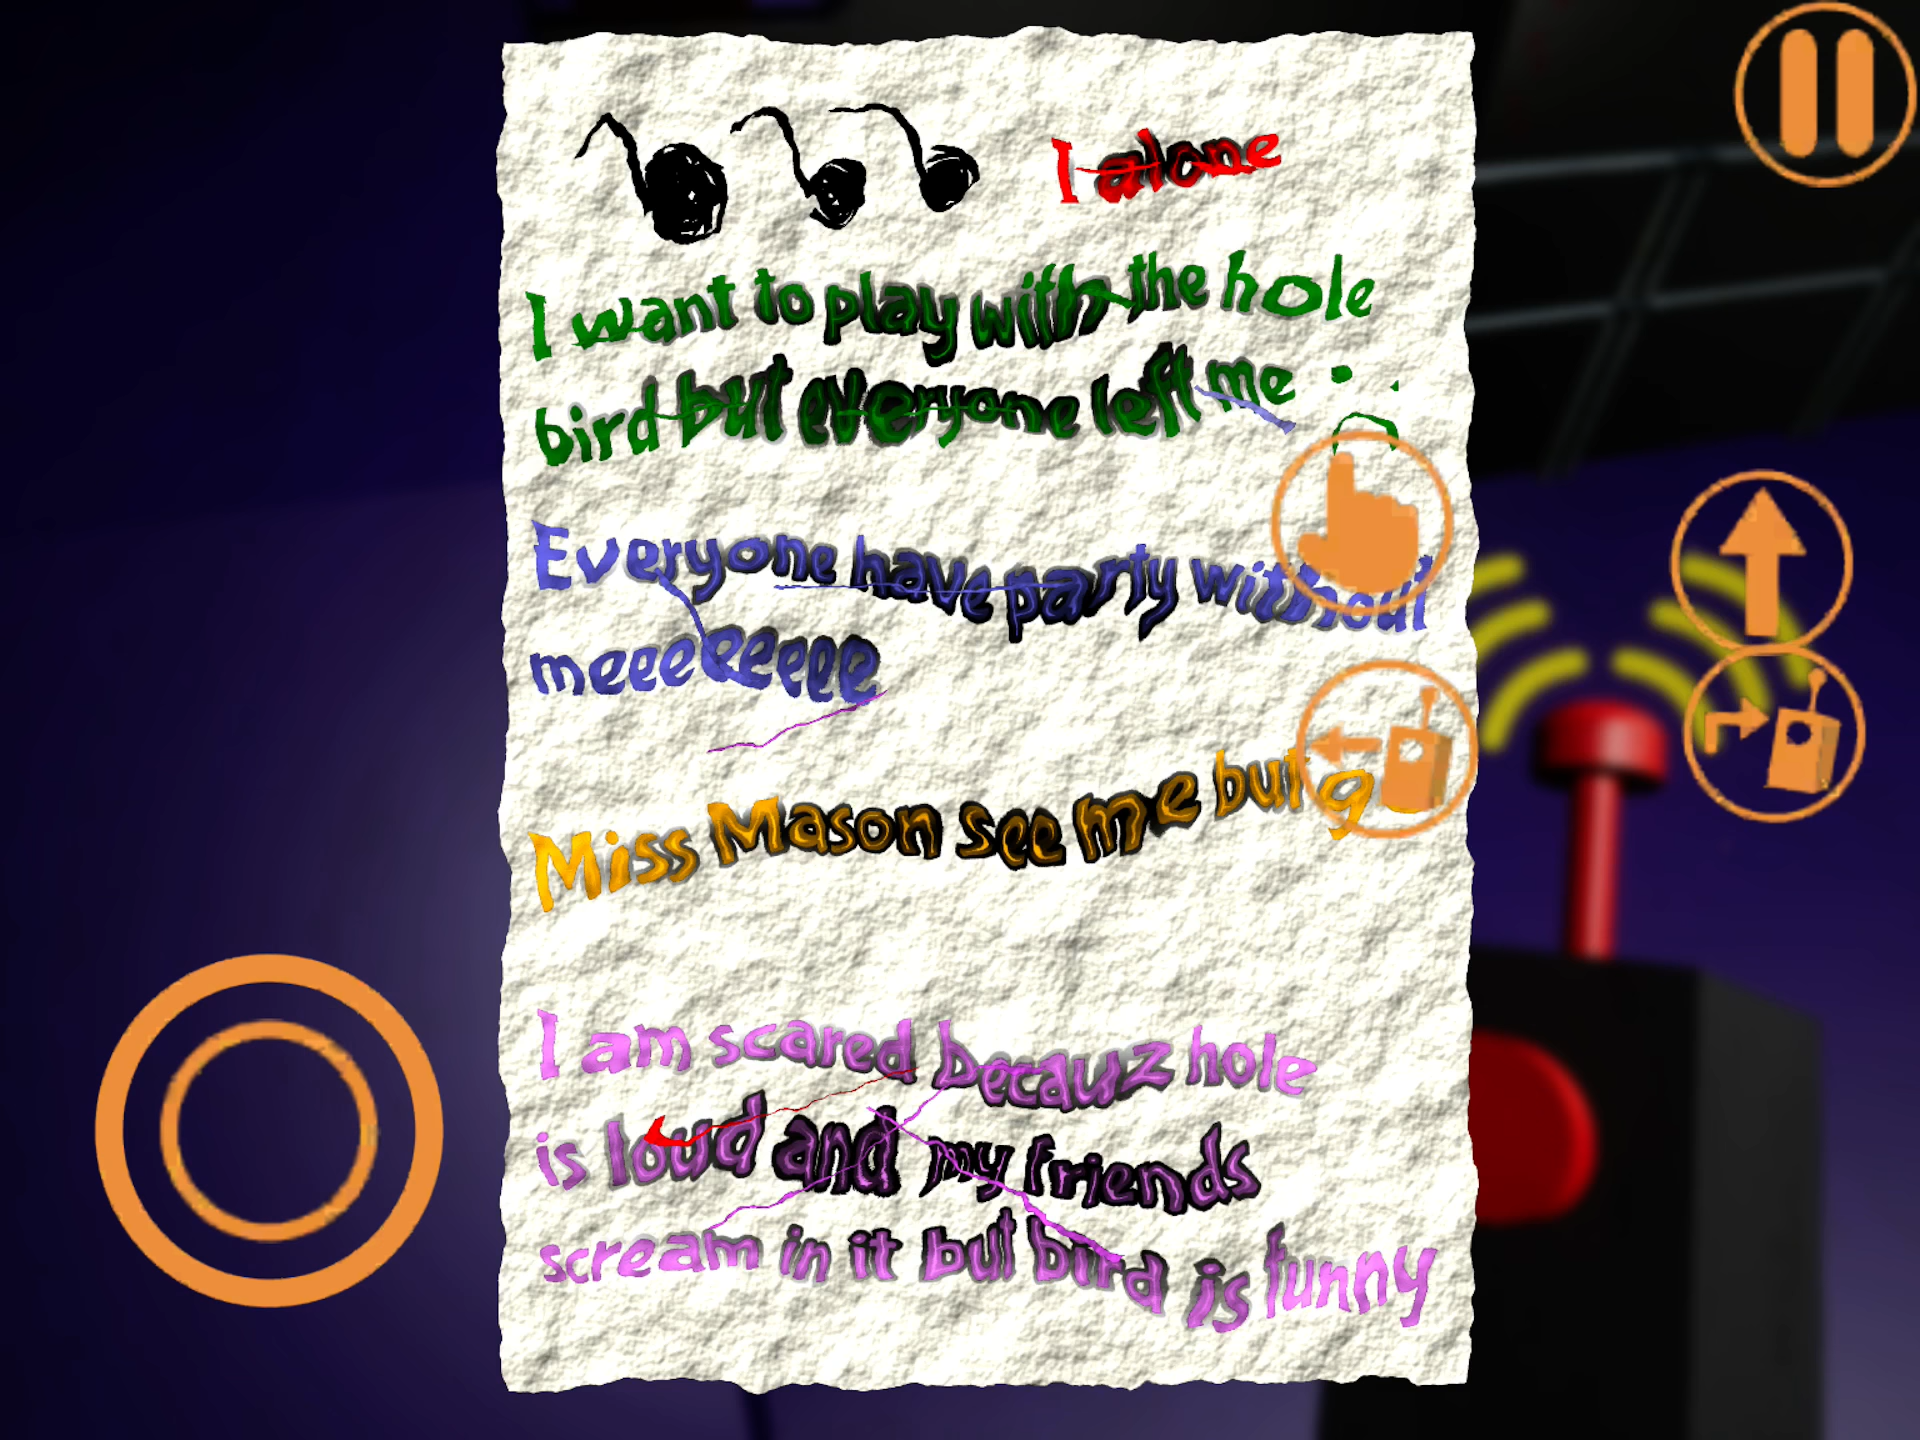 I alone
I want to play with the hole
bird but everyone left me :(
Everyone have party without
meeeeeeee
Miss Mason see me but
I am scared becauz hole
is loud and my friends
scream in it but bird is funny